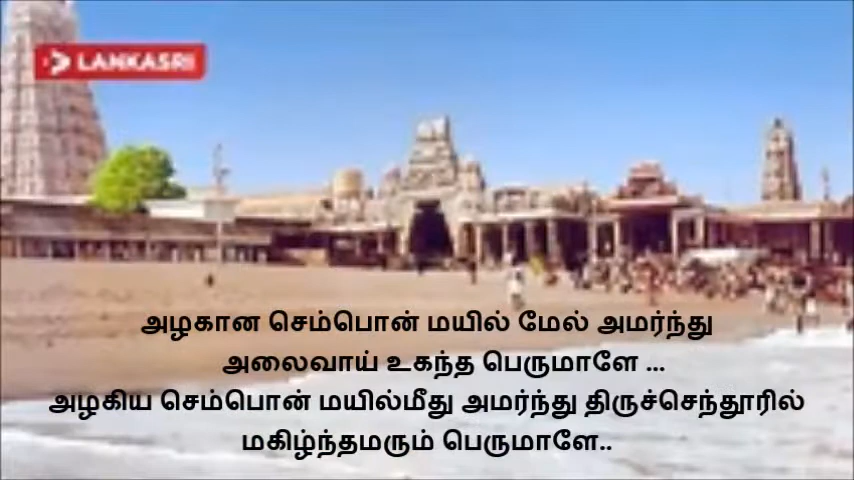 LANKASRI
அழகான செம்பொன் மயில் மேல் அமர்ந்து
அலைவாய் உகந்த பெருமாளே ...
அழகிய செம்பொன் மயில்மீது அமர்ந்து திருச்செந்தூரில்
மகிழ்ந்தமரும் பெருமாளே..